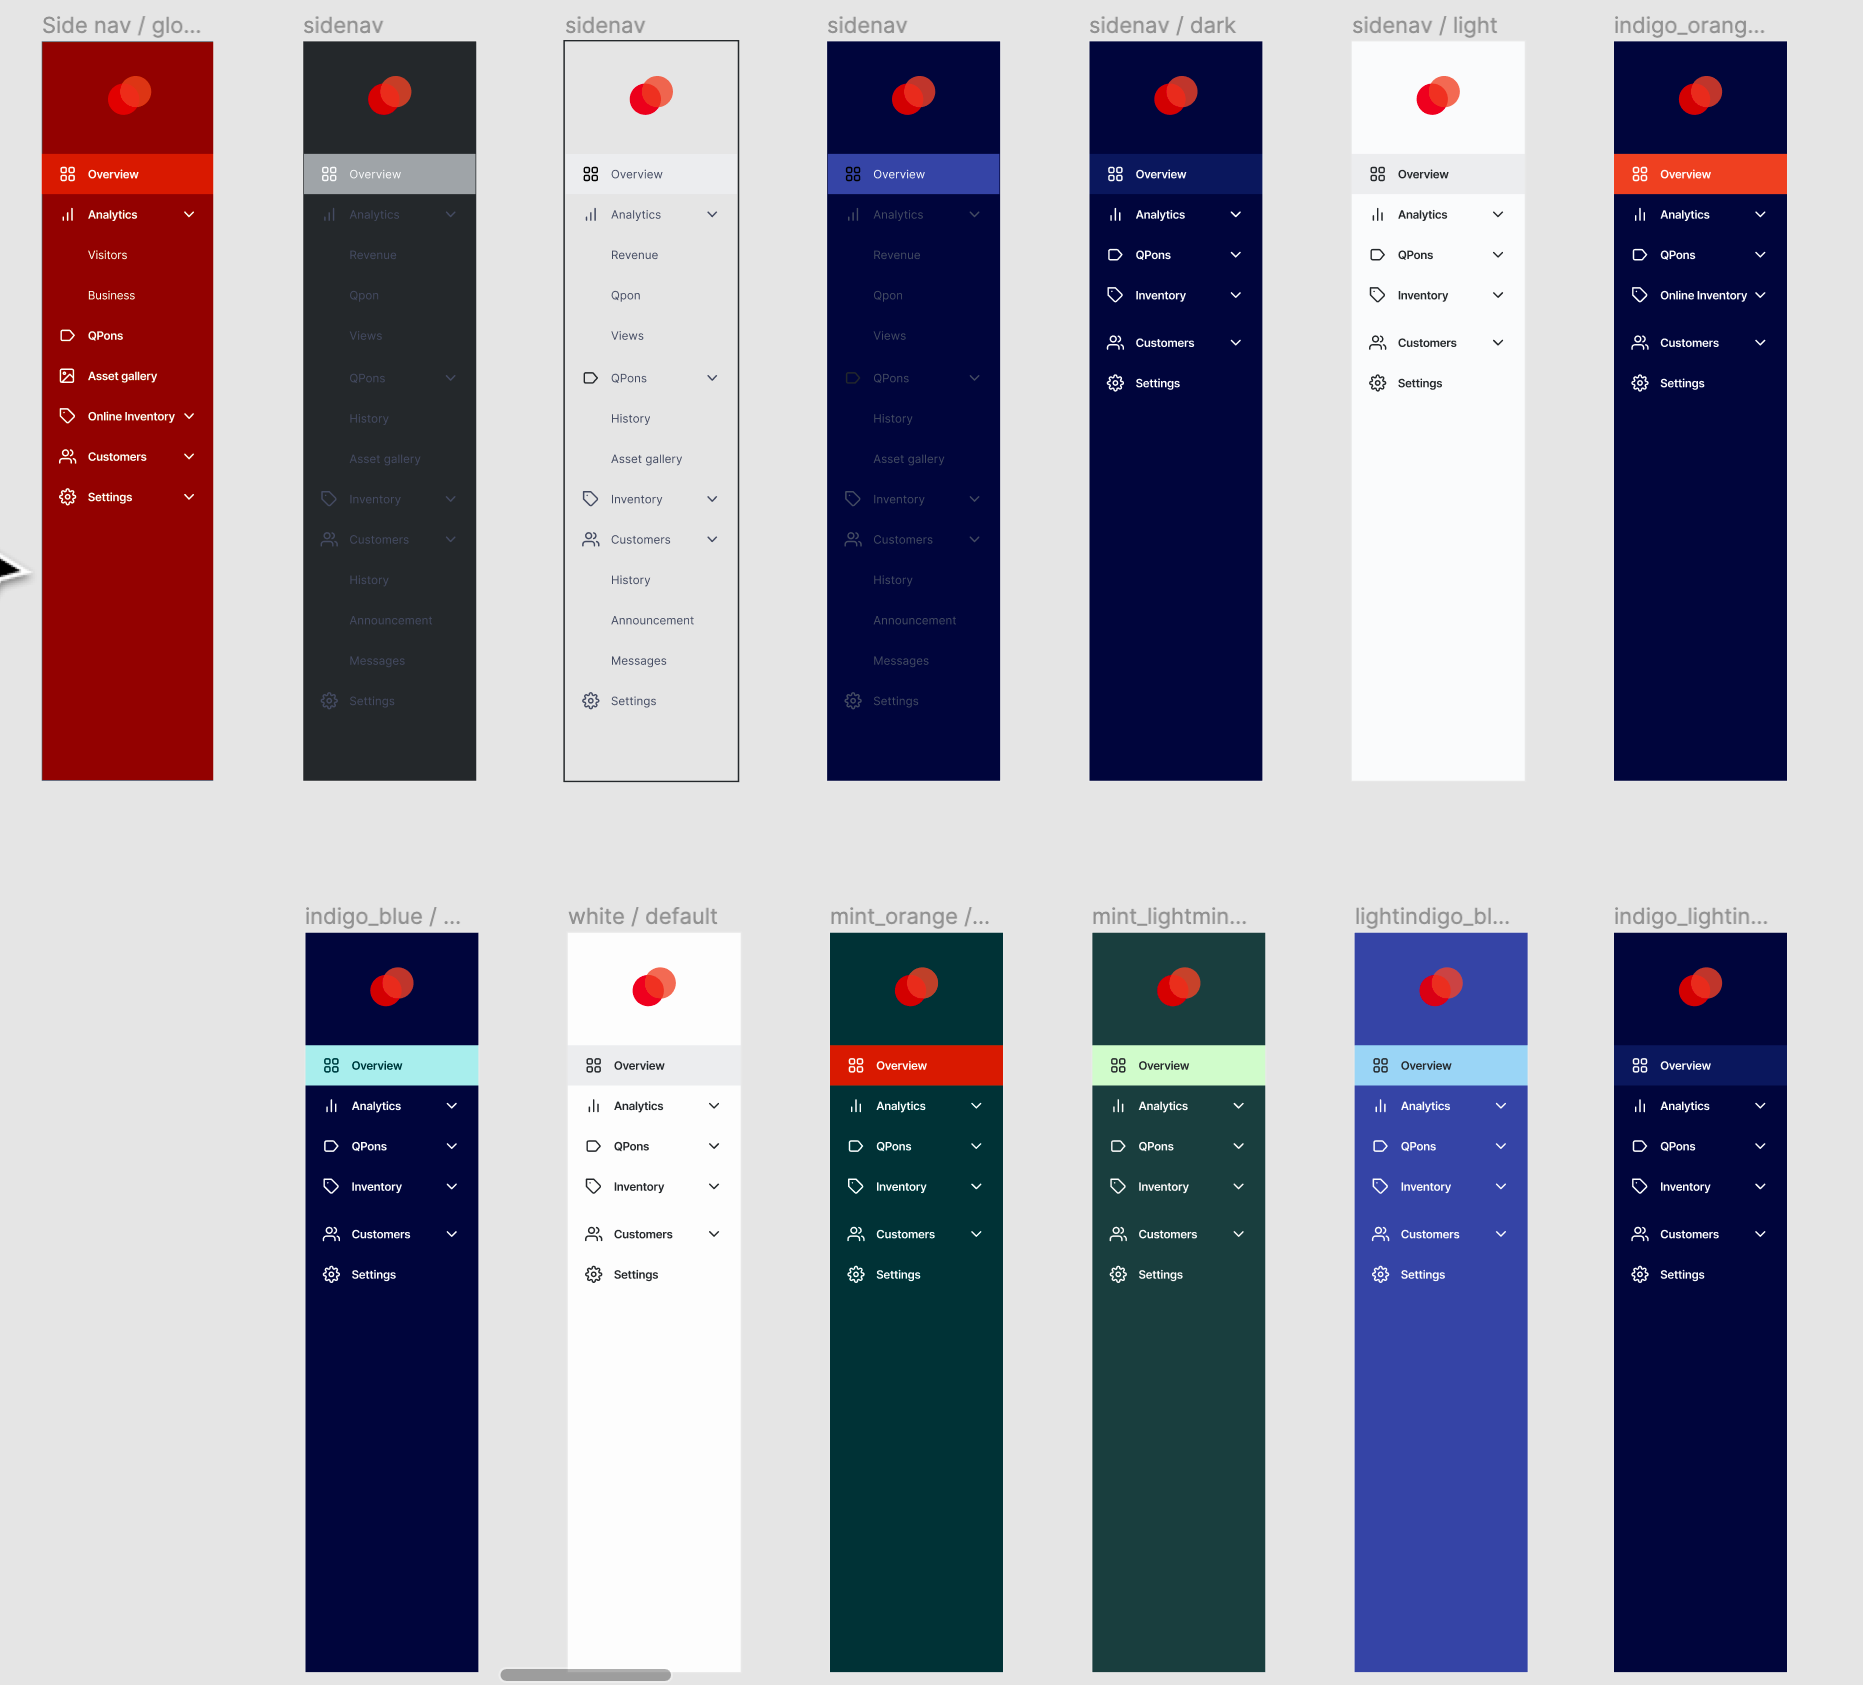 Side nav / glo...
Overview
Analytics
Visitors
Business
QPons
Asset gallery
Online Inventory
Customers
Settings
sidenav
Overview
Analytics
Revenue
Qpon
Views
QPons
History
Asset gallery
Inventory
Customers
History
Announcement
Messages
Settings
sidenav
Overview
Analytics
Revenue
Qpon
Views
QPons
History
Asset gallery
Inventory
Customers
History
Announcement
Messages
Settings
sidenav
Overview
Analytics
Revenue
Qpon
Views
QPons
History
Asset gallery
Inventory
Customers
History
Announcement
Messages
Settings
sidenav / dark
Overview
Analytics
QPons
Inventory
Customers
Settings
sidenav / light
Overview
Analytics
QPons
Inventory
Customers
Settings
indigo_orang...
Overview
Analytics
QPons
Online Inventory
Customers
Settings
indigo_blue / ...
Overview
Analytics
QPons
Inventory
Customers
Settings
white / default
Overview
Analytics
QPons
Inventory
Customers
Settings
mint_orange /...
Overview
Analytics
QPons
Inventory
Customers
Settings
mint_lightmin...
Overview
Analytics
QPons
Inventory
Customers
Settings
lightindigo_bl...
Overview
Analytics
QPons
Inventory
Customers
Settings
indigo_lightin...
Overview
Analytics
QPons
Inventory
Customers
Settings